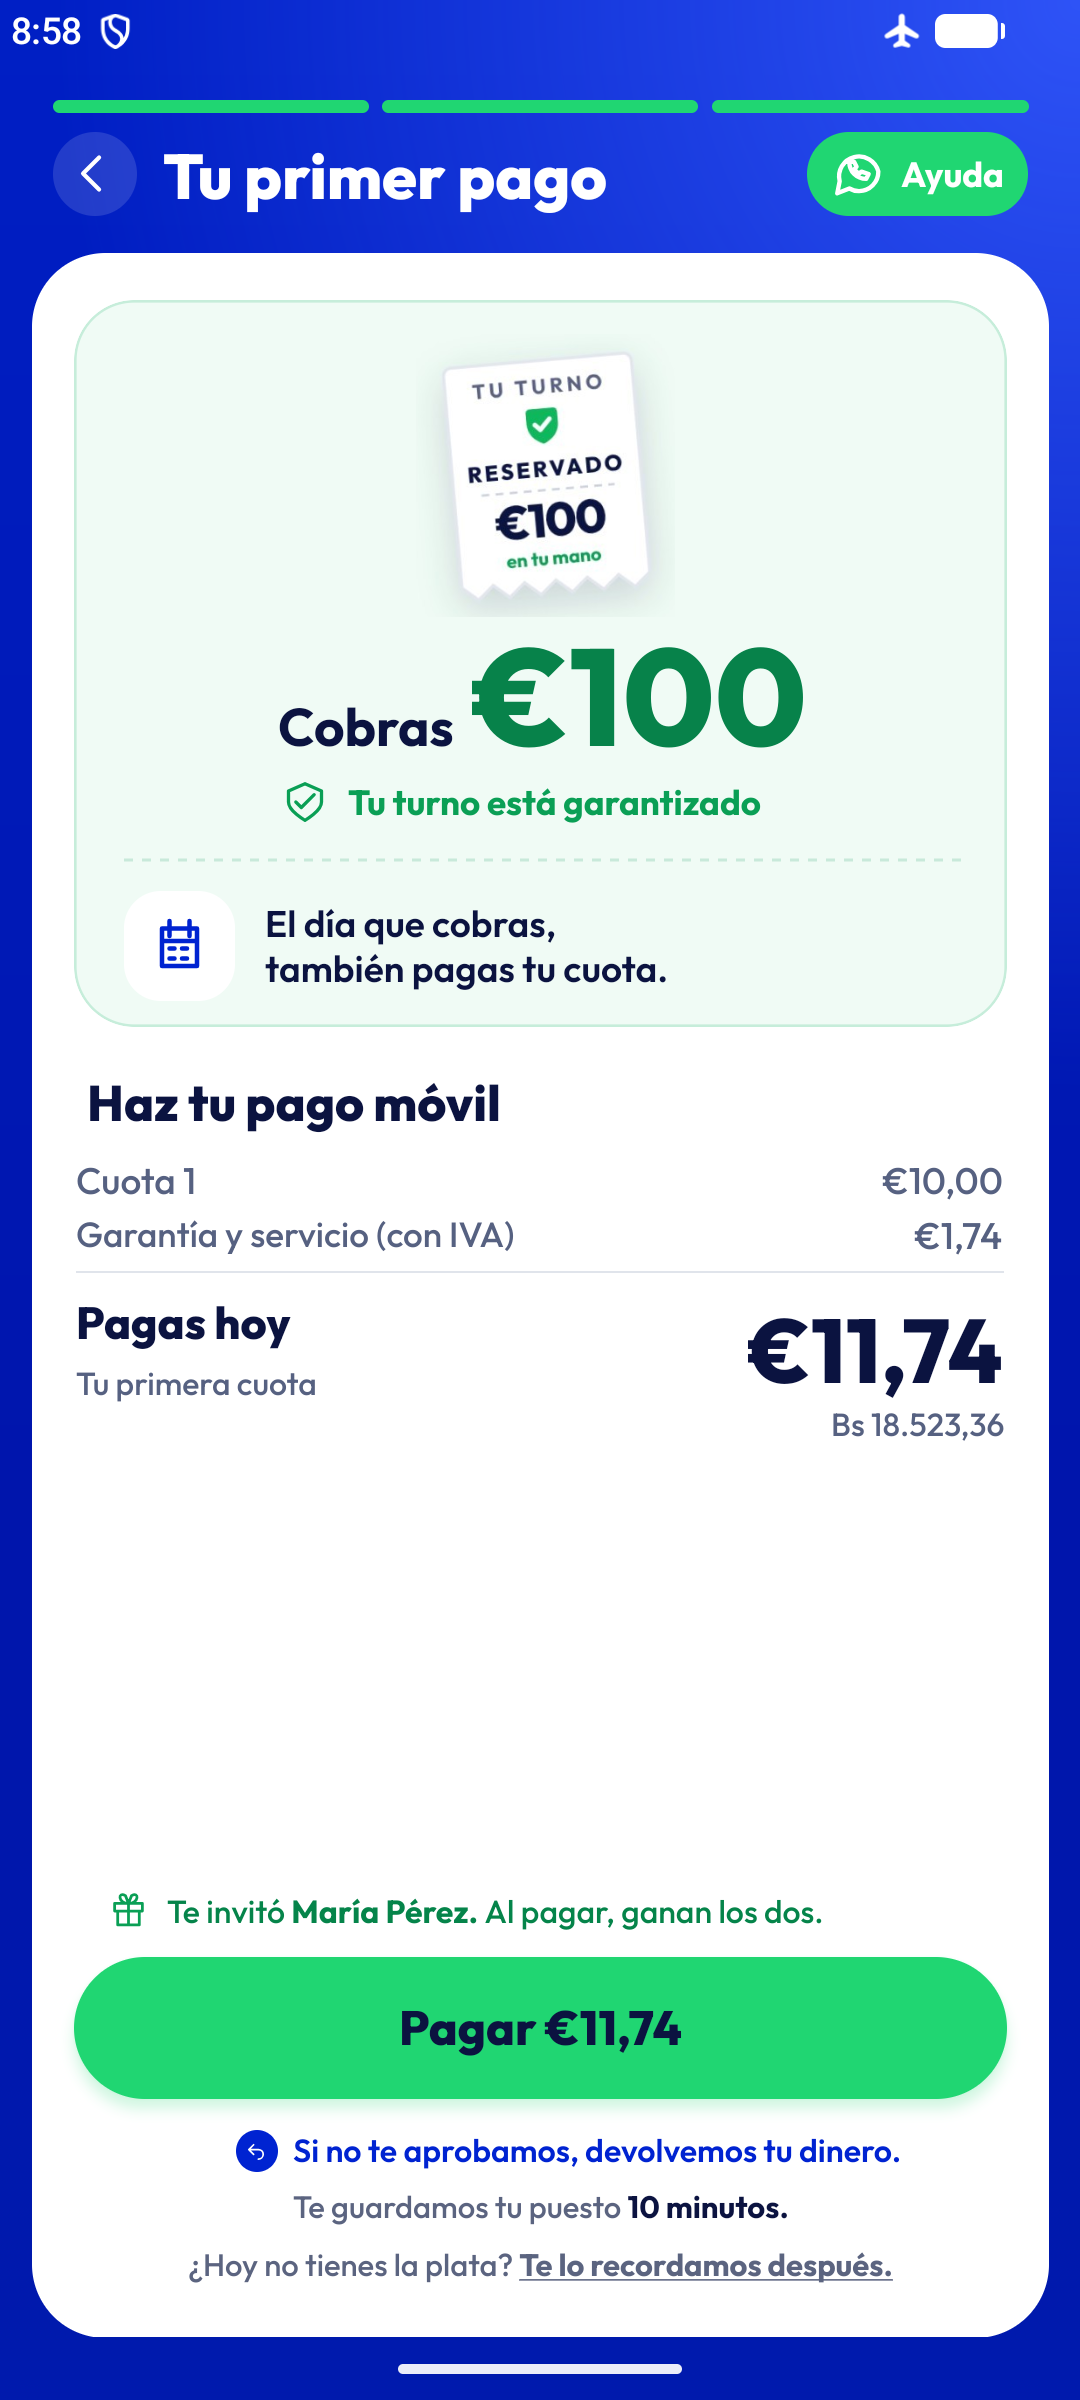 8:58
Tu primer pago
Ayuda
TU TURNO
RESERVADO
€100
en tu mano
Cobras €100
Tu turno está garantizado
El día que cobras,
también pagas tu cuota.
Haz tu pago móvil
Cuota 1 €10,00
Garantía y servicio (con IVA) €1,74
Pagas hoy €11,74
Tu primera cuota
Bs 18.523,36
Te invitó María Pérez. Al pagar, ganan los dos.
Pagar €11,74
Si no te aprobamos, devolvemos tu dinero.
Te guardamos tu puesto 10 minutos.
¿Hoy no tienes la plata? Te lo recordamos después.